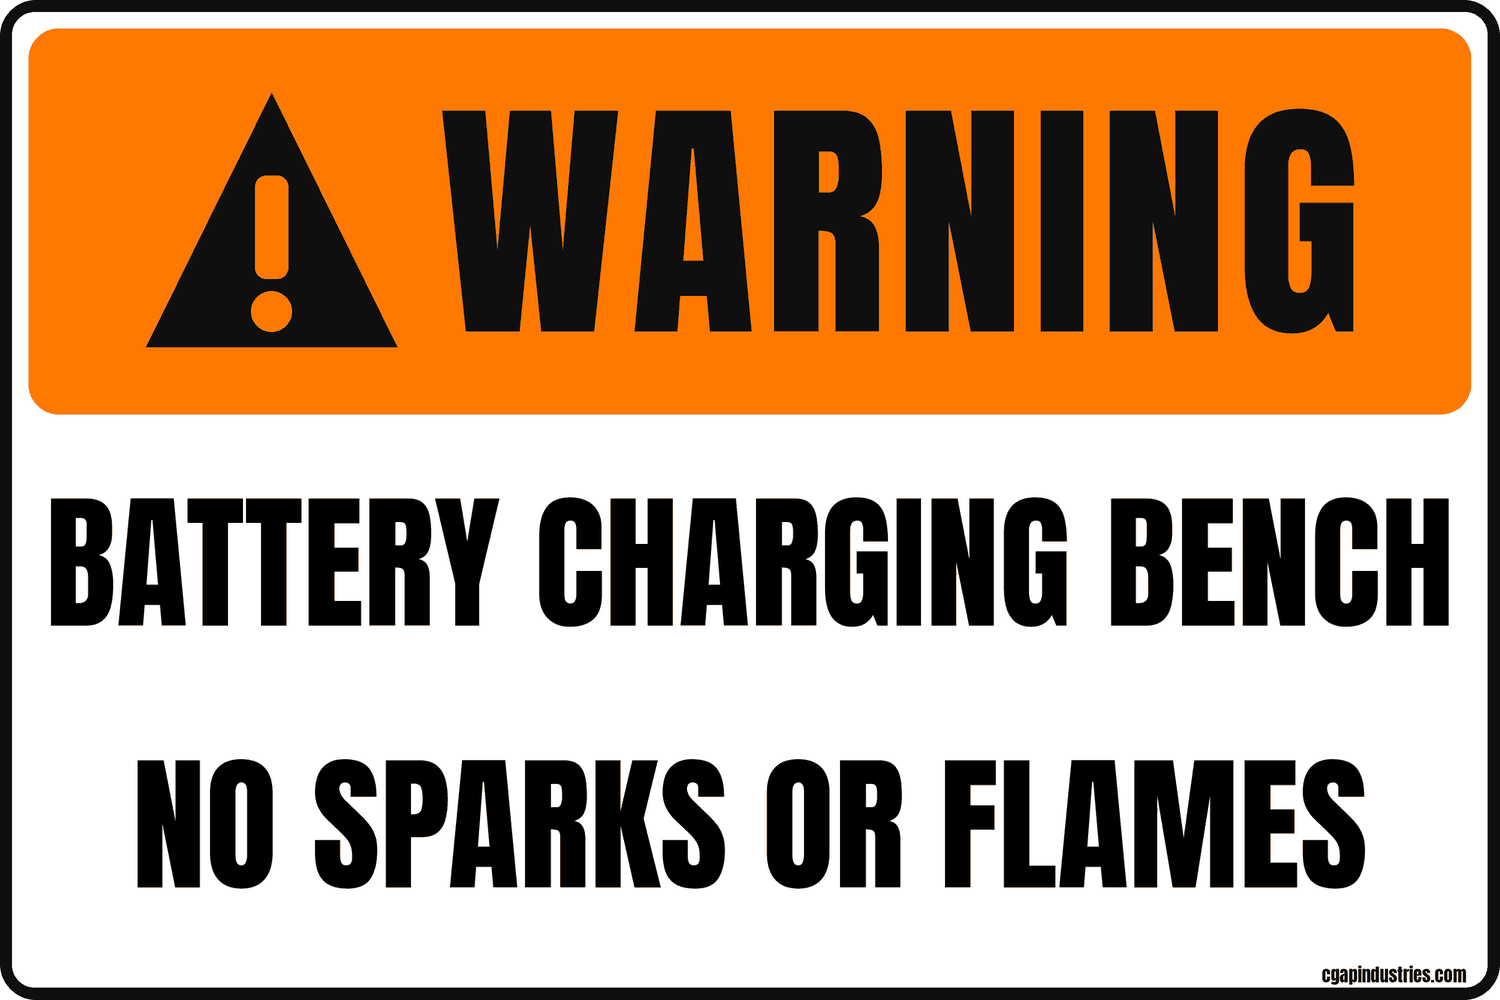 WARNING
BATTERY CHARGING BENCH
NO SPARKS OR FLAMES
cgapindustries.com